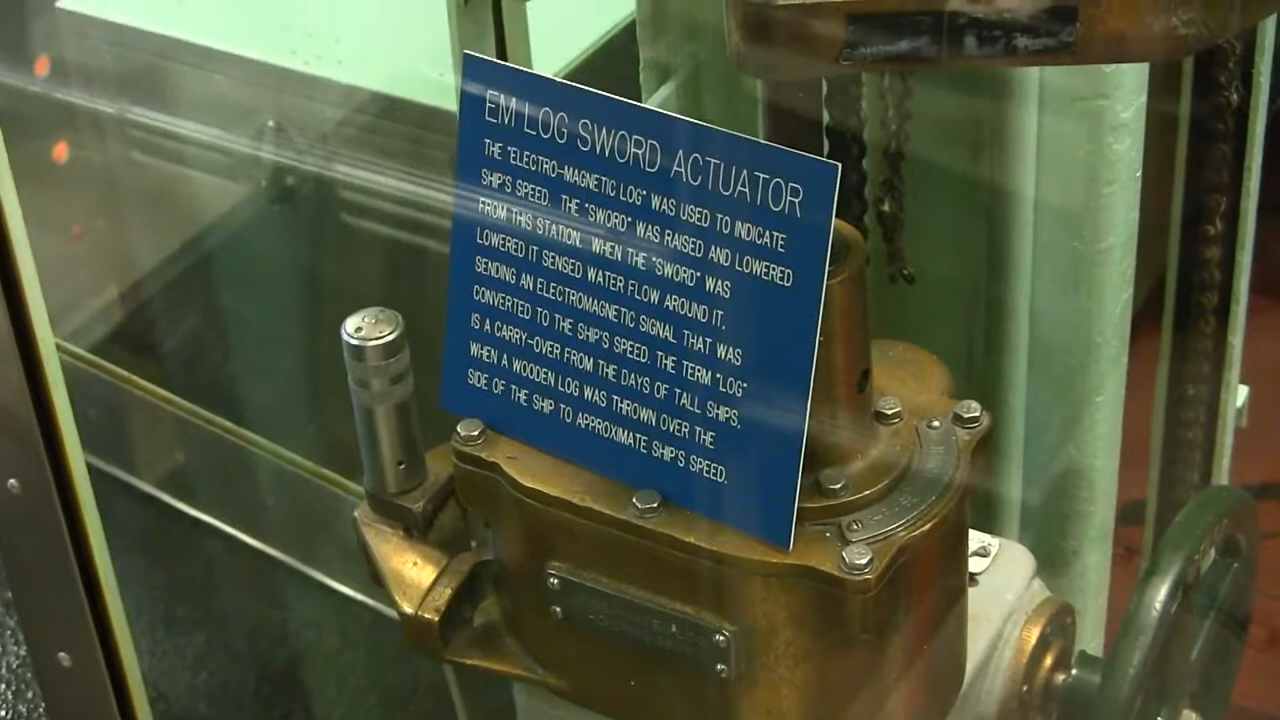 EM LOG SWORD ACTUATOR
THE "ELECTRO-MAGNETIC LOG" WAS USED TO INDICATE
SHIP'S SPEED. THE "SWORD" WAS RAISED AND LOWERED
FROM THIS STATION. WHEN THE "SWORD" WAS
LOWERED IT SENSED WATER FLOW AROUND IT,
SENDING AN ELECTROMAGNETIC SIGNAL THAT WAS
CONVERTED TO THE SHIP'S SPEED. THE TERM "LOG"
IS A CARRY-OVER FROM THE DAYS OF TALL SHIPS,
WHEN A WOODEN LOG WAS THROWN OVER THE
SIDE OF THE SHIP TO APPROXIMATE SHIP'S SPEED.